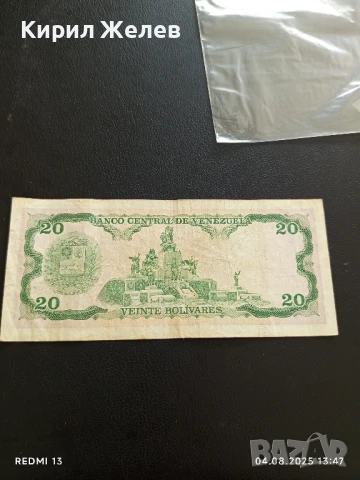 Кирил Желев
20 BANCO CENTRAL DE VENEZUELA 20
20 VEINTE BOLIVARES 20
REDMI 13
04.08.2025 13:47
BAZAR